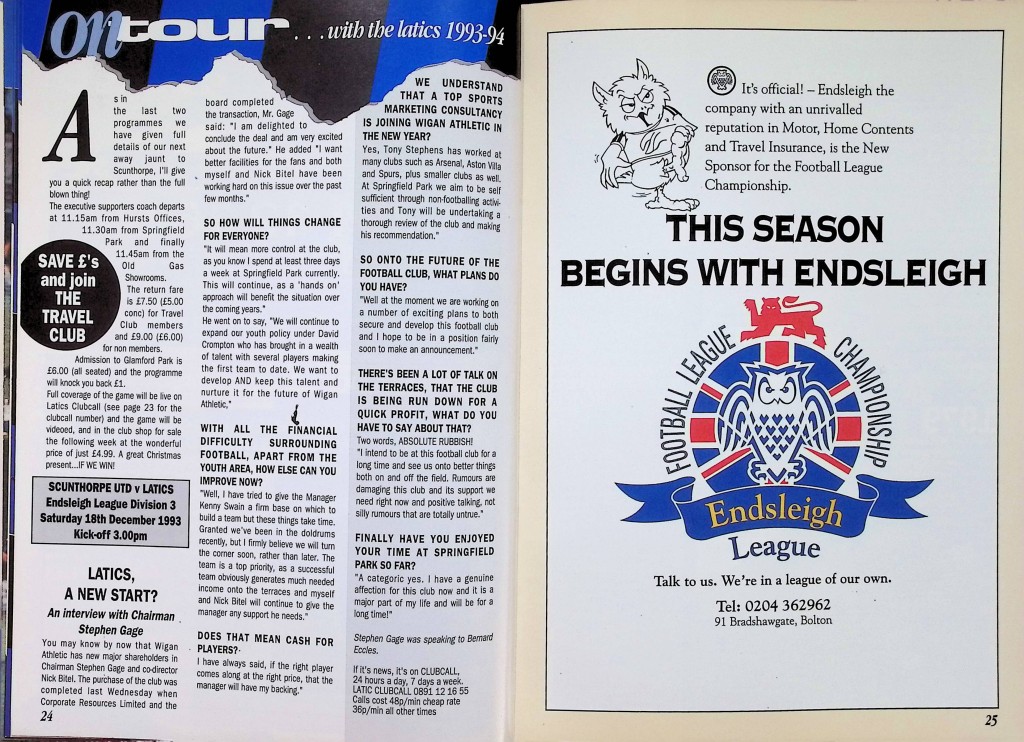 on tour ...with the latics 1993-94
As in
the last two
programmes we
have given full
details of our next
away jaunt to
Scunthorpe, I'll give
you a quick recap rather than the full
blown thing!
The executive supporters coach departs
at 11.15am from Hursts Offices,
11.30am from Springfield
Park and finally
11.45am from the
Old Gas
Showrooms.
The return fare
is £7.50 (£5.00
conc) for Travel
Club members
and £9.00 (£6.00)
for non members.
SAVE £'s
and join
THE
TRAVEL
CLUB
Admission to Glamford Park is
£6.00 (all seated) and the programme
will knock you back £1.
Full coverage of the game will be live on
Latics Clubcall (see page 23 for the
clubcall number) and the game will be
videoed, and in the club shop for sale
the following week at the wonderful
price of just £4.99. A great Christmas
present...IF WE WIN!
SCUNTHORPE UTD v LATICS
Endsleigh League Division 3
Saturday 18th December 1993
Kick-off 3.00pm
LATICS,
A NEW START?
An interview with Chairman
Stephen Gage
You may know by now that Wigan
Athletic has new major shareholders in
Chairman Stephen Gage and co-director
Nick Bitel. The purchase of the club was
completed last Wednesday when
Corporate Resources Limited and the
24
board completed
the transaction, Mr. Gage
said: "I am delighted to
conclude the deal and am very excited
about the future." He added "I want
better facilities for the fans and both
myself and Nick Bitel have been
working hard on this issue over the past
few months."
SO HOW WILL THINGS CHANGE
FOR EVERYONE?
"It will mean more control at the club,
as you know I spend at least three days
a week at Springfield Park currently.
This will continue, as a 'hands on'
approach will benefit the situation over
the coming years."
He went on to say, "We will continue to
expand our youth policy under David
Crompton who has brought in a wealth
of talent with several players making
the first team to date. We want to
develop AND keep this talent and
nurture it for the future of Wigan
Athletic,"
WITH ALL THE FINANCIAL
DIFFICULTY SURROUNDING
FOOTBALL, APART FROM THE
YOUTH AREA, HOW ELSE CAN YOU
IMPROVE NOW?
"Well, I have tried to give the Manager
Kenny Swain a firm base on which to
build a team but these things take time.
Granted we've been in the doldrums
recently, but I firmly believe we will turn
the corner soon, rather than later. The
team is a top priority, as a successful
team obviously generates much needed
income onto the terraces and myself
and Nick Bitel will continue to give the
manager any support he needs."
DOES THAT MEAN CASH FOR
PLAYERS?
I have always said, if the right player
comes along at the right price, that the
manager will have my backing."
WE UNDERSTAND
THAT A TOP SPORTS
MARKETING CONSULTANCY
IS JOINING WIGAN ATHLETIC IN
THE NEW YEAR?
Yes, Tony Stephens has worked at
many clubs such as Arsenal, Aston Villa
and Spurs, plus smaller clubs as well.
At Springfield Park we aim to be self
sufficient through non-footballing activi-
ties and Tony will be undertaking a
thorough review of the club and making
his recommendation."
SO ONTO THE FUTURE OF THE
FOOTBALL CLUB, WHAT PLANS DO
YOU HAVE?
"Well at the moment we are working on
a number of exciting plans to both
secure and develop this football club
and I hope to be in a position fairly
soon to make an announcement."
THERE'S BEEN A LOT OF TALK ON
THE TERRACES, THAT THE CLUB
IS BEING RUN DOWN FOR A
QUICK PROFIT, WHAT DO YOU
HAVE TO SAY ABOUT THAT?
Two words, ABSOLUTE RUBBISH!
"I intend to be at this football club for a
long time and see us onto better things
both on and off the field. Rumours are
damaging this club and its support we
need right now and positive talking, not
silly rumours that are totally untrue."
FINALLY HAVE YOU ENJOYED
YOUR TIME AT SPRINGFIELD
PARK SO FAR?
"A categoric yes. I have a genuine
affection for this club now and it is a
major part of my life and will be for a
long time!"
Stephen Gage was speaking to Bernard
Eccles.
If it's news, it's on CLUBCALL,
24 hours a day, 7 days a week.
LATIC CLUBCALL 0891 12 16 55
Calls cost 48p/min cheap rate
36p/min all other times
It's official! – Endsleigh the
company with an unrivalled
reputation in Motor, Home Contents
and Travel Insurance, is the New
Sponsor for the Football League
Championship.
THIS SEASON
BEGINS WITH ENDSLEIGH
FOOTBALL LEAGUE CHAMPIONSHIP
Endsleigh
League
Talk to us. We're in a league of our own.
Tel: 0204 362962
91 Bradshawgate, Bolton
25